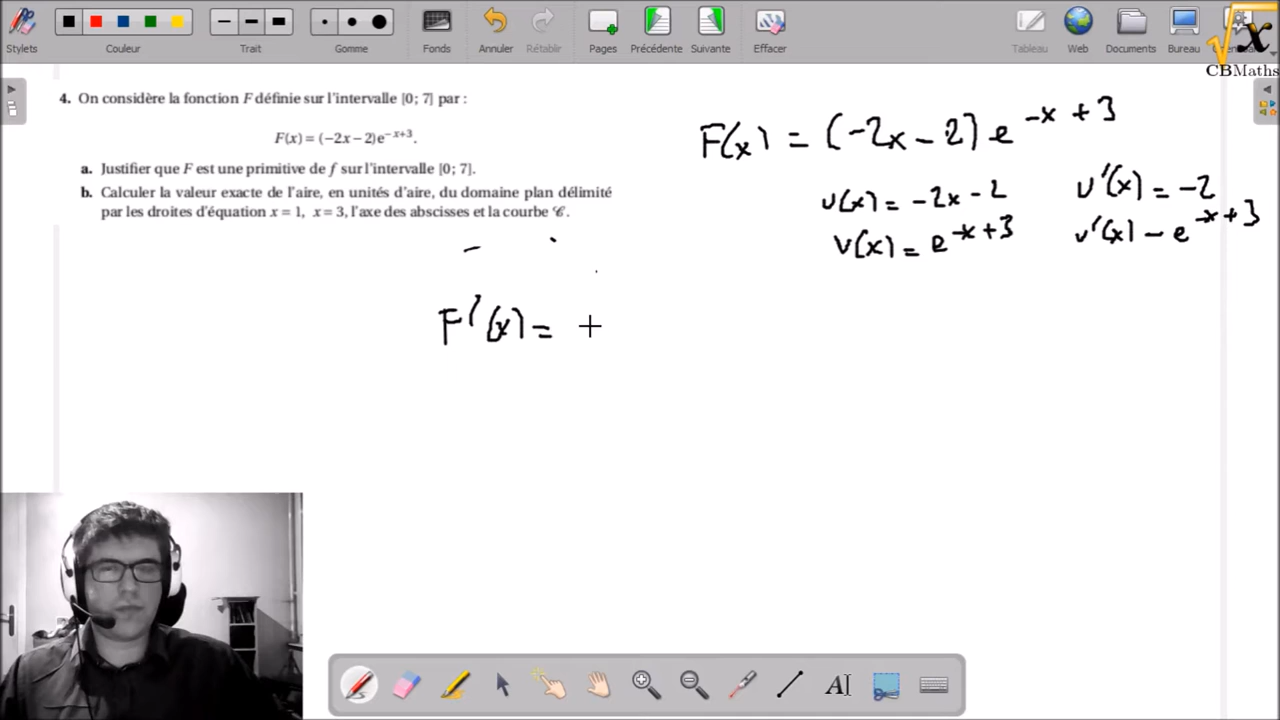 Stylets Couleur Trait Gomme Fonds Annuler Rétablir Pages Précédente Suivante Effacer Tableau Web Documents Bureau
CBMaths
4. On considère la fonction F définie sur l'intervalle [0; 7] par :
F(x) = (−2x − 2)e^{−x+3}.
a. Justifier que F est une primitive de f sur l'intervalle [0; 7].
b. Calculer la valeur exacte de l'aire, en unités d'aire, du domaine plan délimité
par les droites d'équation x = 1, x = 3, l'axe des abscisses et la courbe 𝒞.
F(x) = (-2x - 2) e^{-x + 3}
u(x) = -2x - 2 u'(x) = -2
v(x) = e^{-x + 3} v'(x) - e^{-x + 3}
F'(x) =